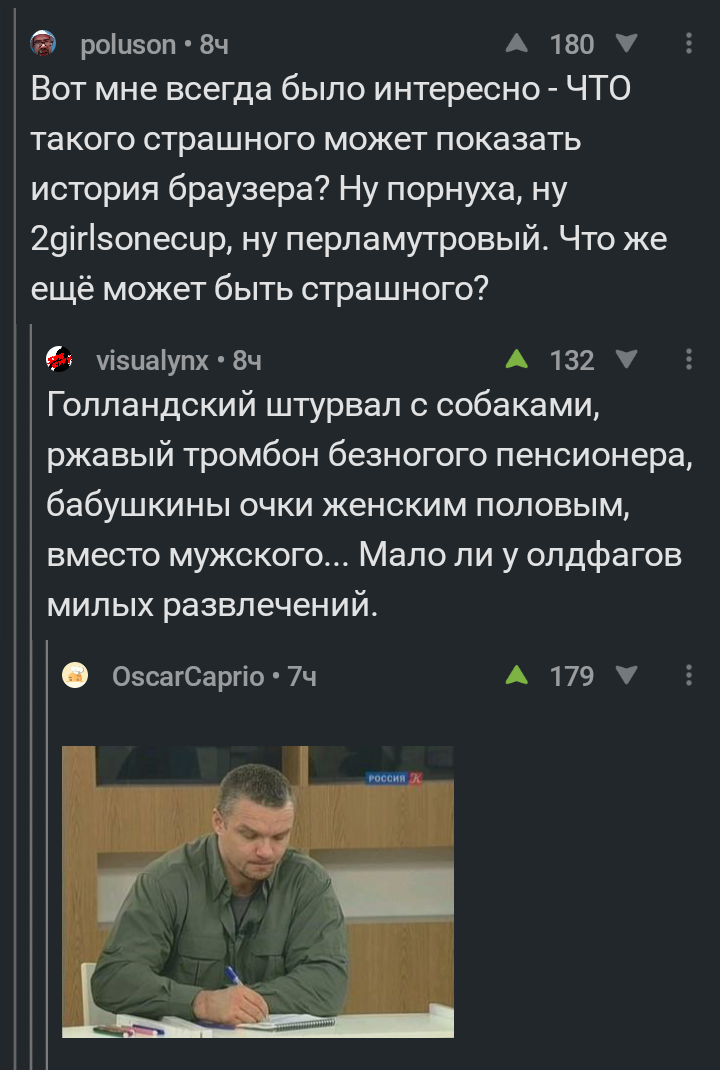 poluson • 8ч 180
Вот мне всегда было интересно - ЧТО
такого страшного может показать
история браузера? Ну порнуха, ну
2girlsonecup, ну перламутровый. Что же
ещё может быть страшного?
visualynx • 8ч 132
Голландский штурвал с собаками,
ржавый тромбон безногого пенсионера,
бабушкины очки женским половым,
вместо мужского... Мало ли у олдфагов
милых развлечений.
OscarCaprio • 7ч 179
РОССИЯ К